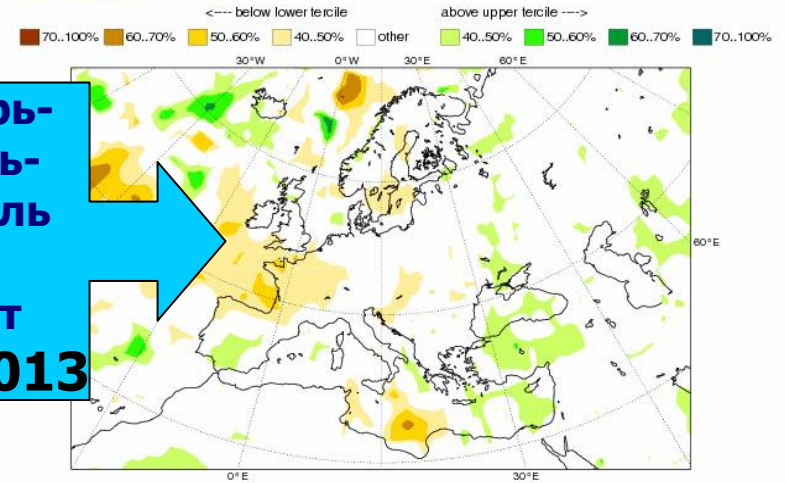 <---- below lower tercile above upper tercile ---->
70..100% 60..70% 50..60% 40..50% other 40..50% 50..60% 60..70% 70..100%
30°W 0°W 30°E 60°E
60°E
0°E 30°E
рь-
ь-
ль
т
013